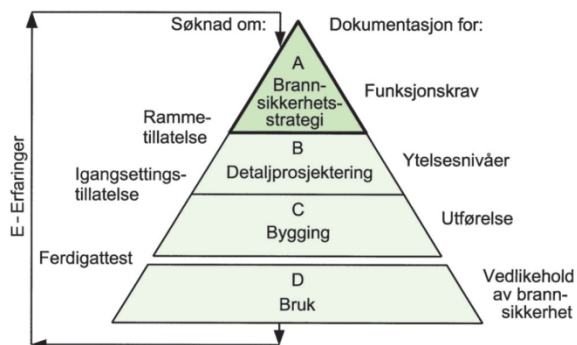 Søknad om:
Dokumentasjon for:
A
Brann-
sikkerhets-
strategi
Funksjonskrav
Ramme-
tillatelse
B
Detaljprosjektering
Ytelsesnivåer
Igangsettings-
tillatelse
C
Bygging
Utførelse
Ferdigattest
D
Bruk
Vedlikehold
av brann-
sikkerhet
E - Erfaringer